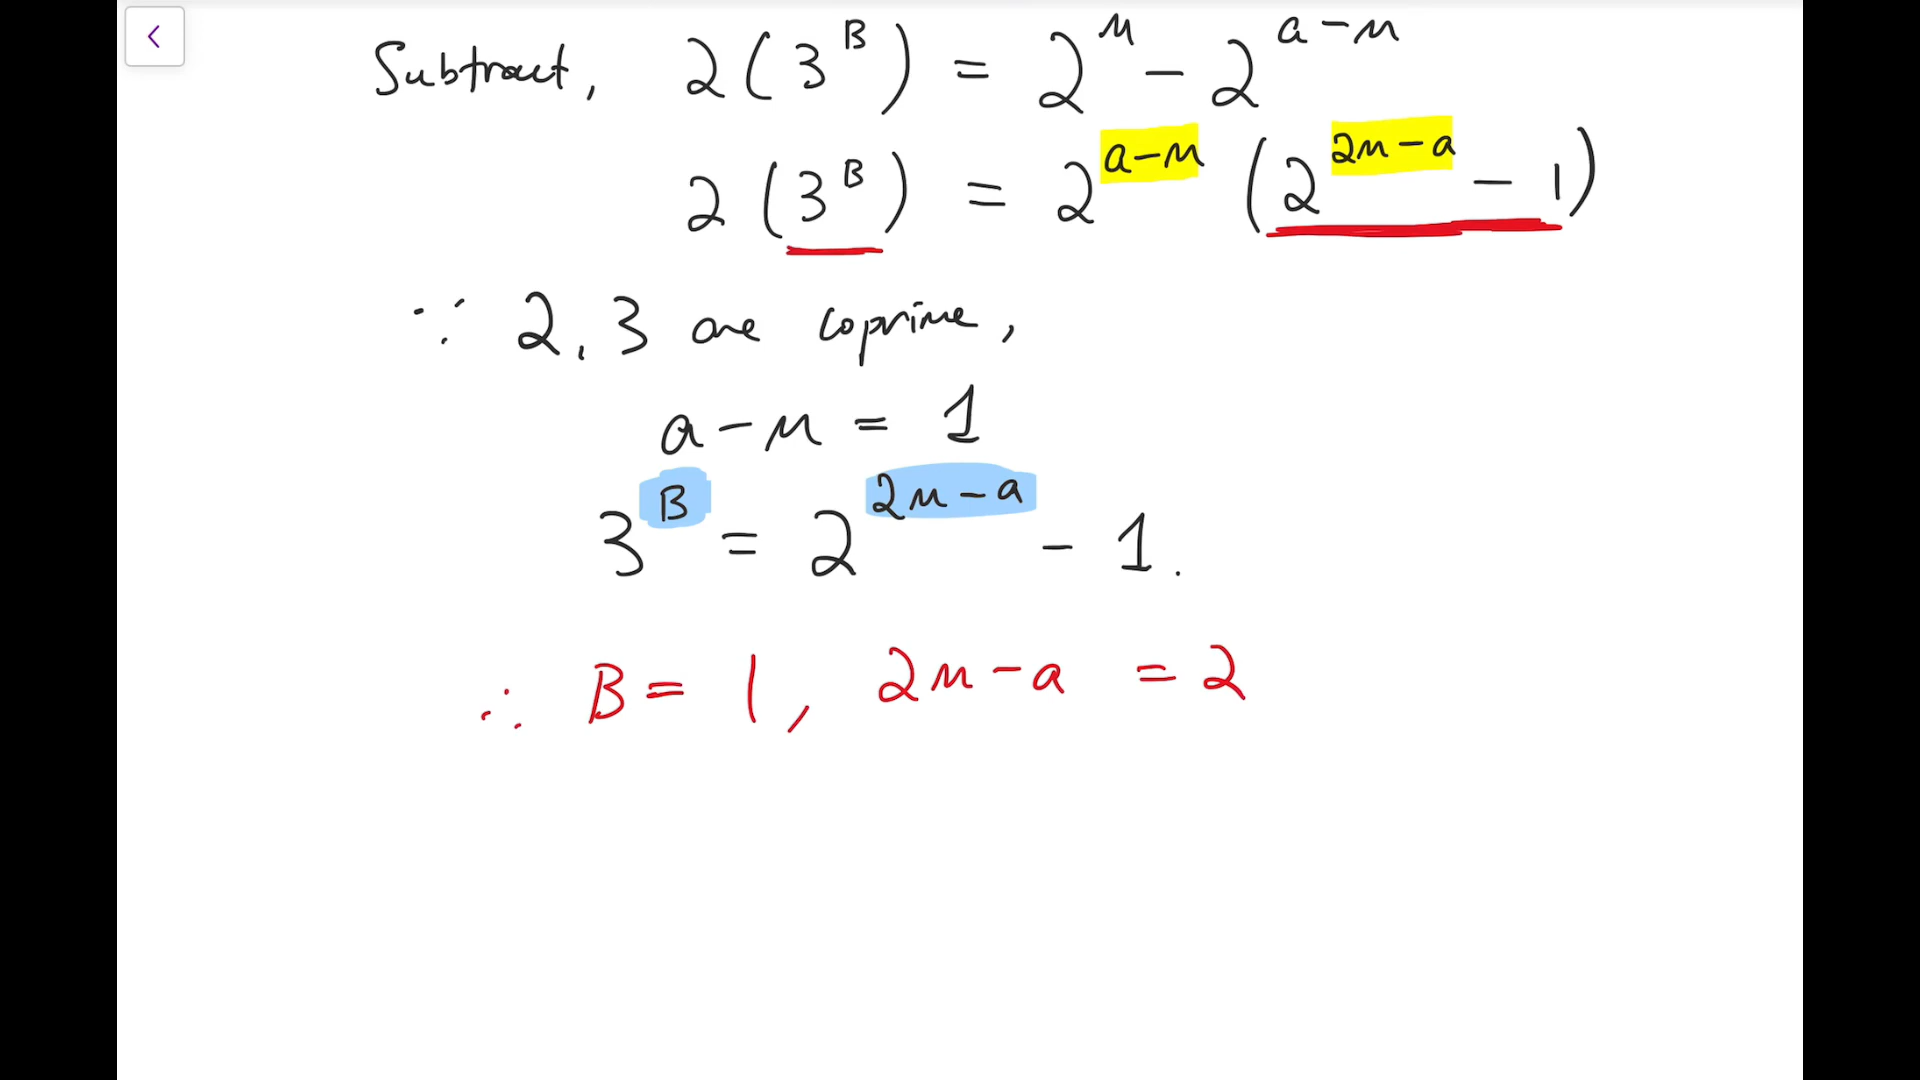 Subtract, 2(3^B) = 2^M - 2^{a-M}
2(3^B) = 2^{a-M} (2^{2M-a} - 1)
∵ 2, 3 are coprime,
a-M = 1
3^B = 2^{2M-a} - 1.
∴ B = 1, 2M-a = 2